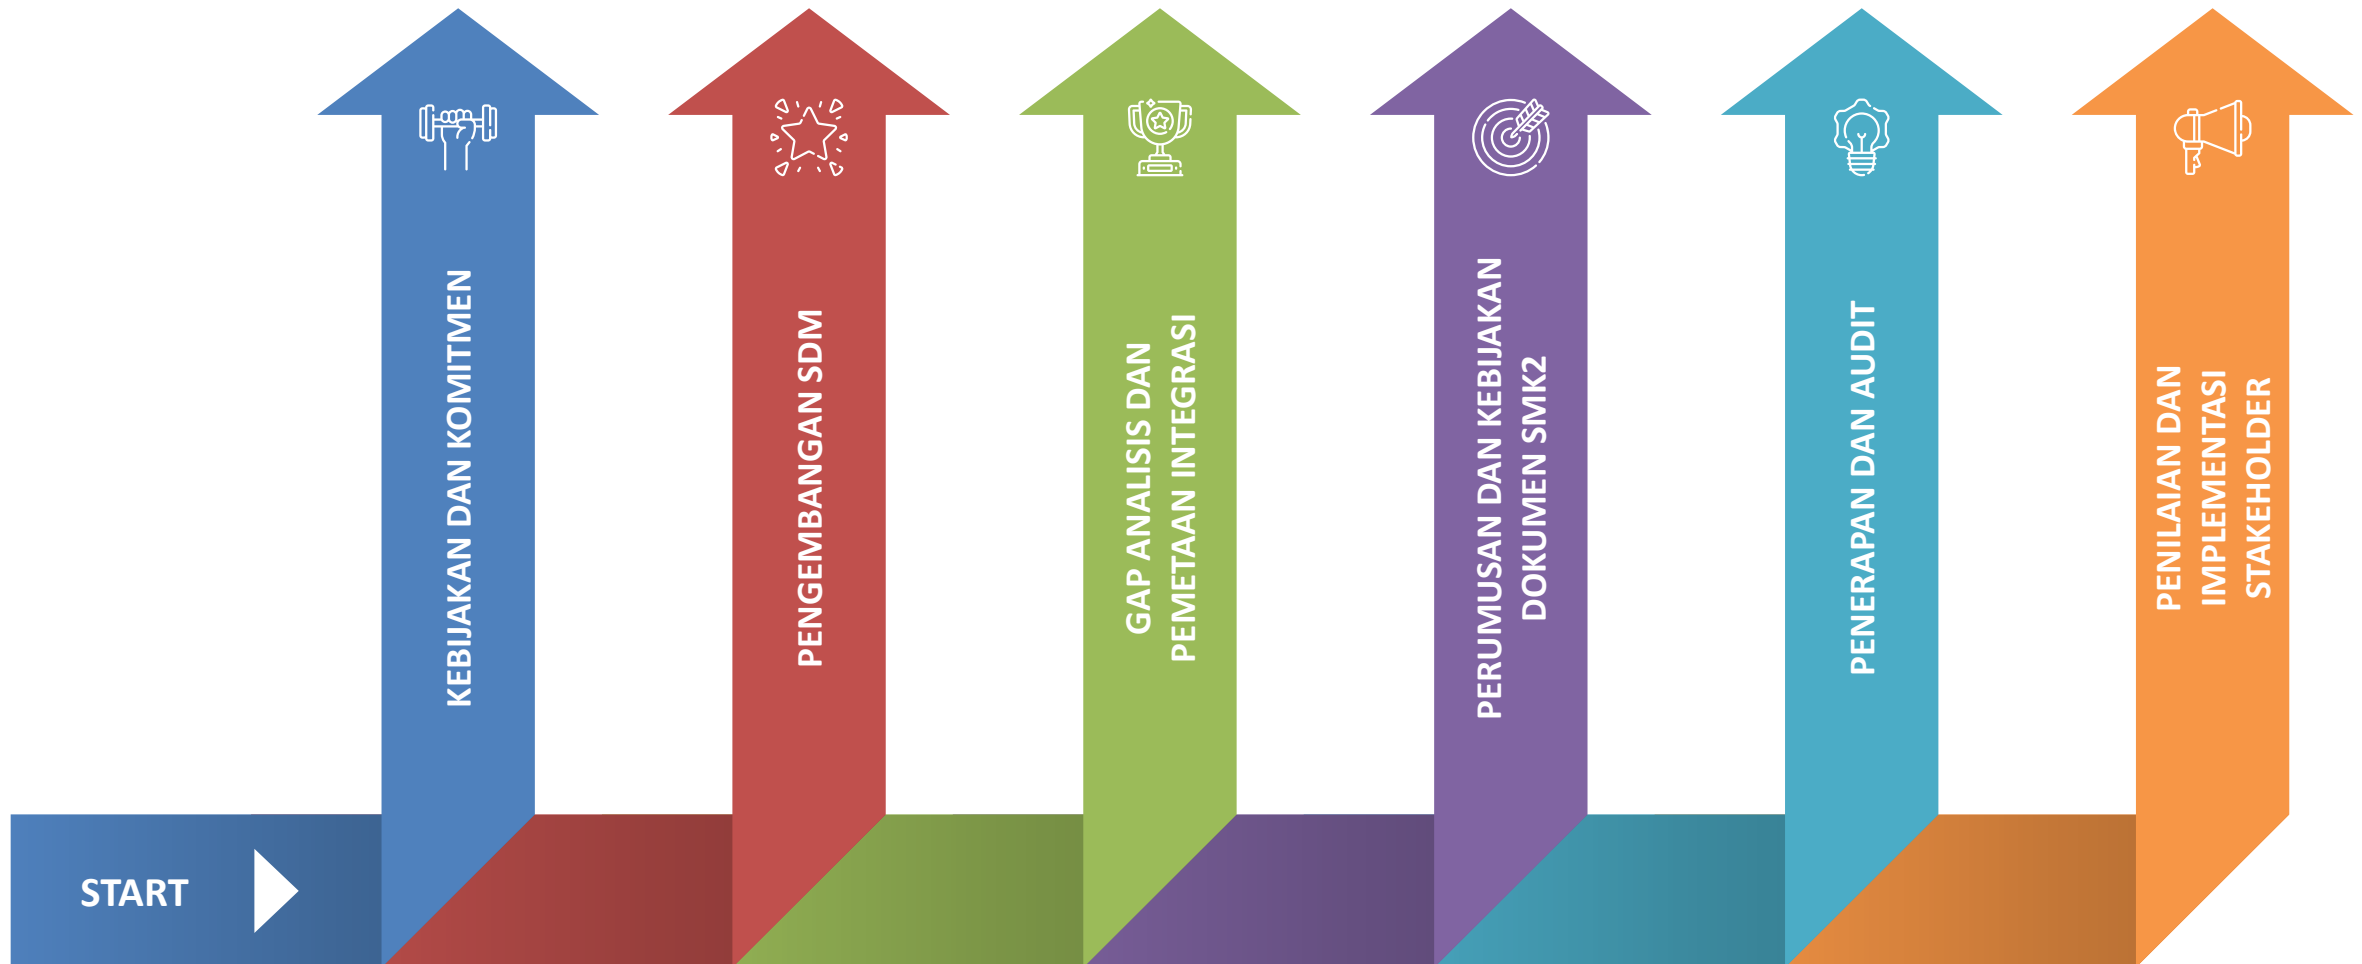 START
KEBIJAKAN DAN KOMITMEN
PENGEMBANGAN SDM
GAP ANALISIS DAN
PEMETAAN INTEGRASI
PERUMUSAN DAN KEBIJAKAN
DOKUMEN SMK2
PENERAPAN DAN AUDIT
PENILAIAN DAN
IMPLEMENTASI
STAKEHOLDER